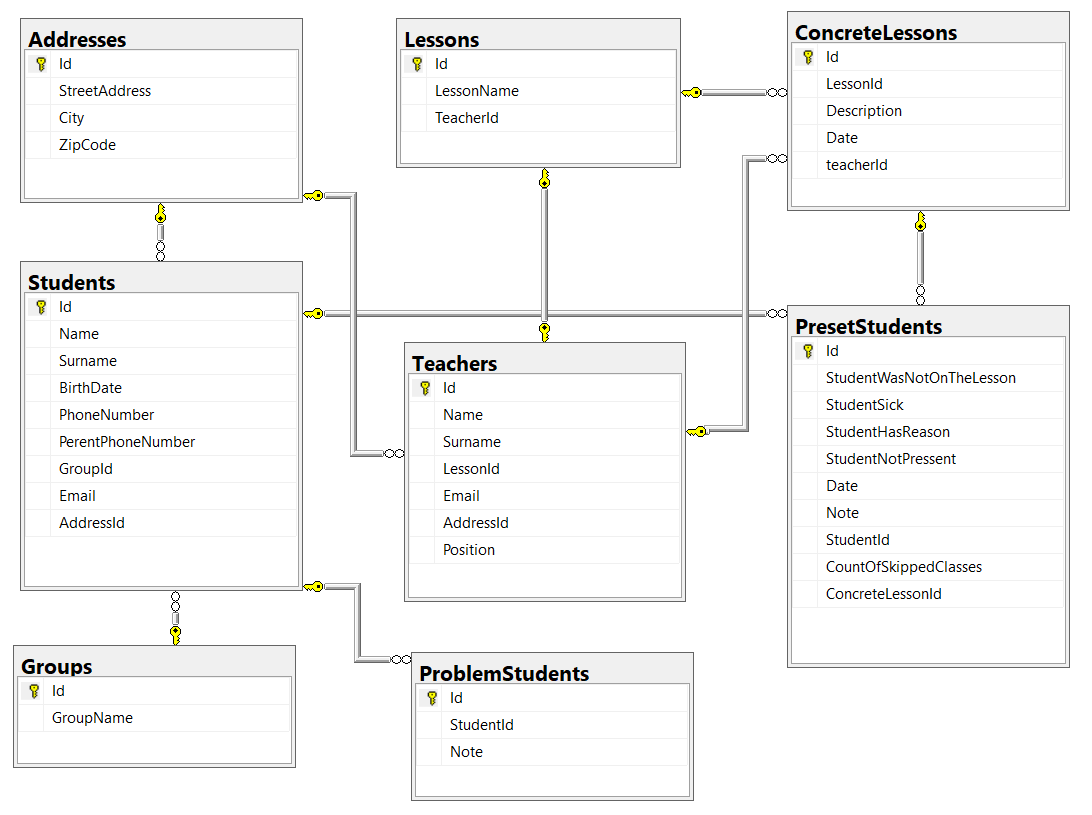 Addresses
Id
StreetAddress
City
ZipCode
Lessons
Id
LessonName
TeacherId
ConcreteLessons
Id
LessonId
Description
Date
teacherId
Students
Id
Name
Surname
BirthDate
PhoneNumber
PerentPhoneNumber
GroupId
Email
AddressId
Teachers
Id
Name
Surname
LessonId
Email
AddressId
Position
PresetStudents
Id
StudentWasNotOnTheLesson
StudentSick
StudentHasReason
StudentNotPressent
Date
Note
StudentId
CountOfSkippedClasses
ConcreteLessonId
Groups
Id
GroupName
ProblemStudents
Id
StudentId
Note